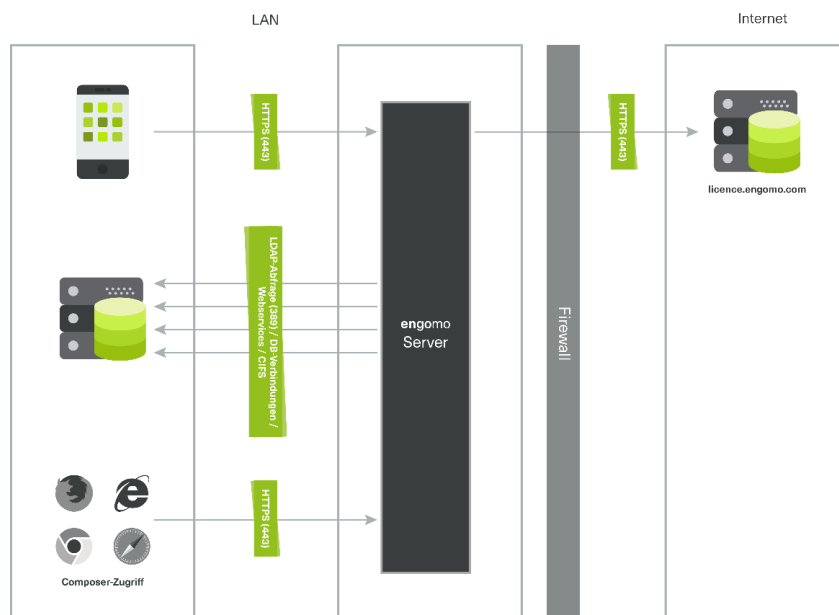 LAN
Internet
HTTPS (443)
HTTPS (443)
licence.engomo.com
LDAP-Abfrage (389) / DB-Verbindungen /
Webservices / CIFS
engomo
Server
Firewall
HTTPS (443)
Composer-Zugriff